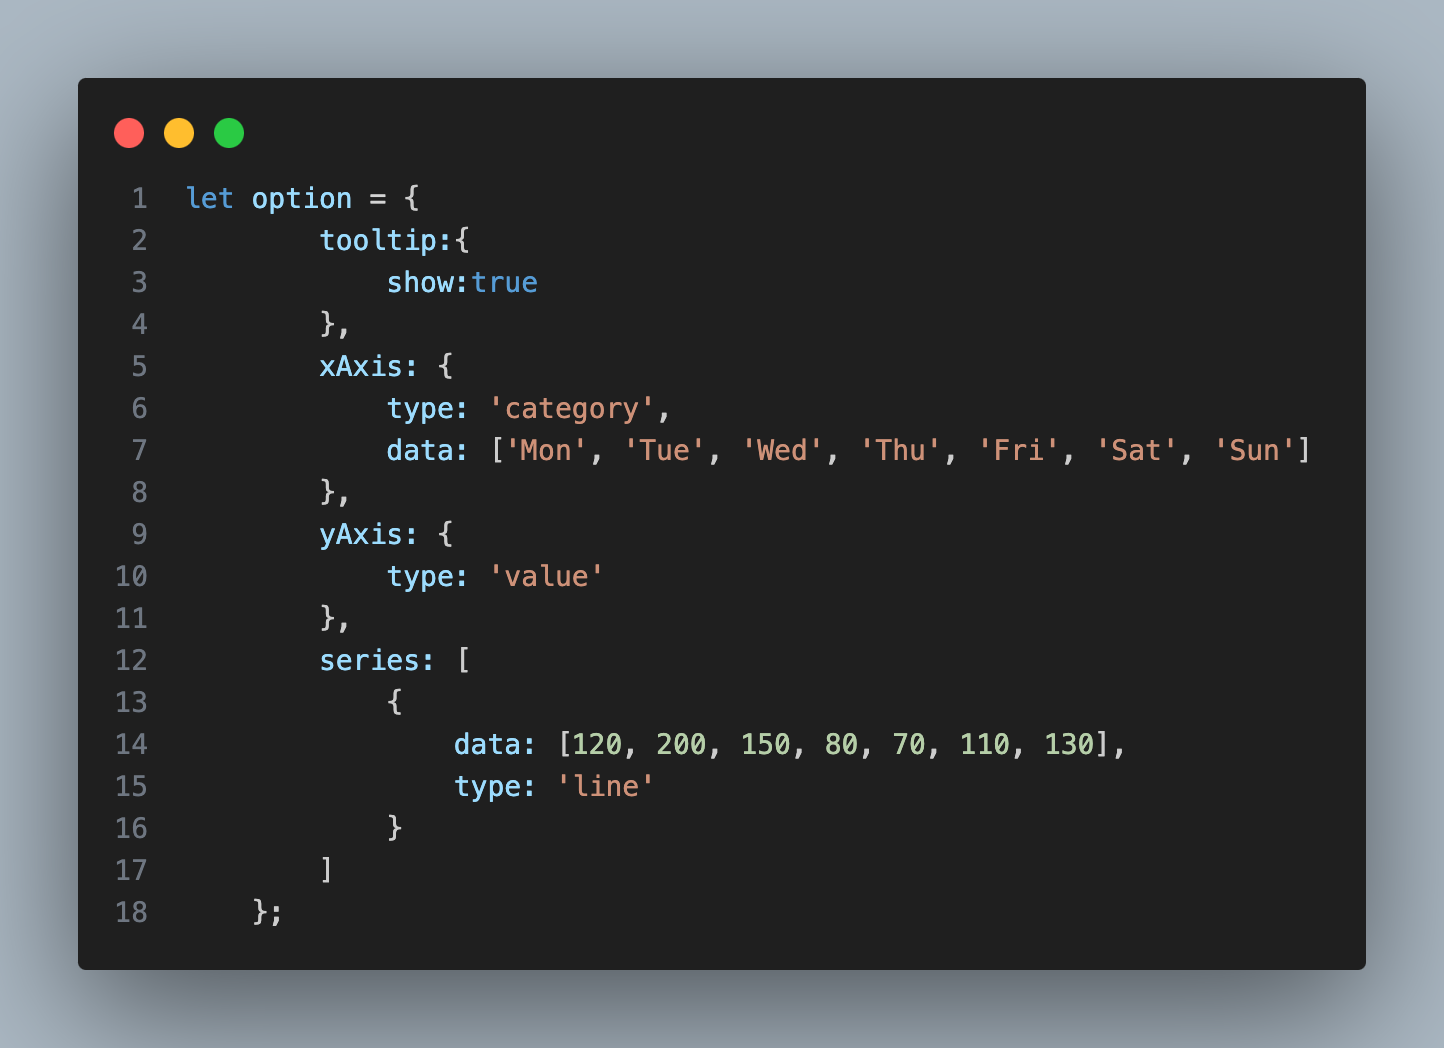 1 let option = {
2         tooltip:{
3             show:true
4         },
5         xAxis: {
6             type: 'category',
7             data: ['Mon', 'Tue', 'Wed', 'Thu', 'Fri', 'Sat', 'Sun']
8         },
9         yAxis: {
10             type: 'value'
11         },
12         series: [
13             {
14                 data: [120, 200, 150, 80, 70, 110, 130],
15                 type: 'line'
16             }
17         ]
18     };